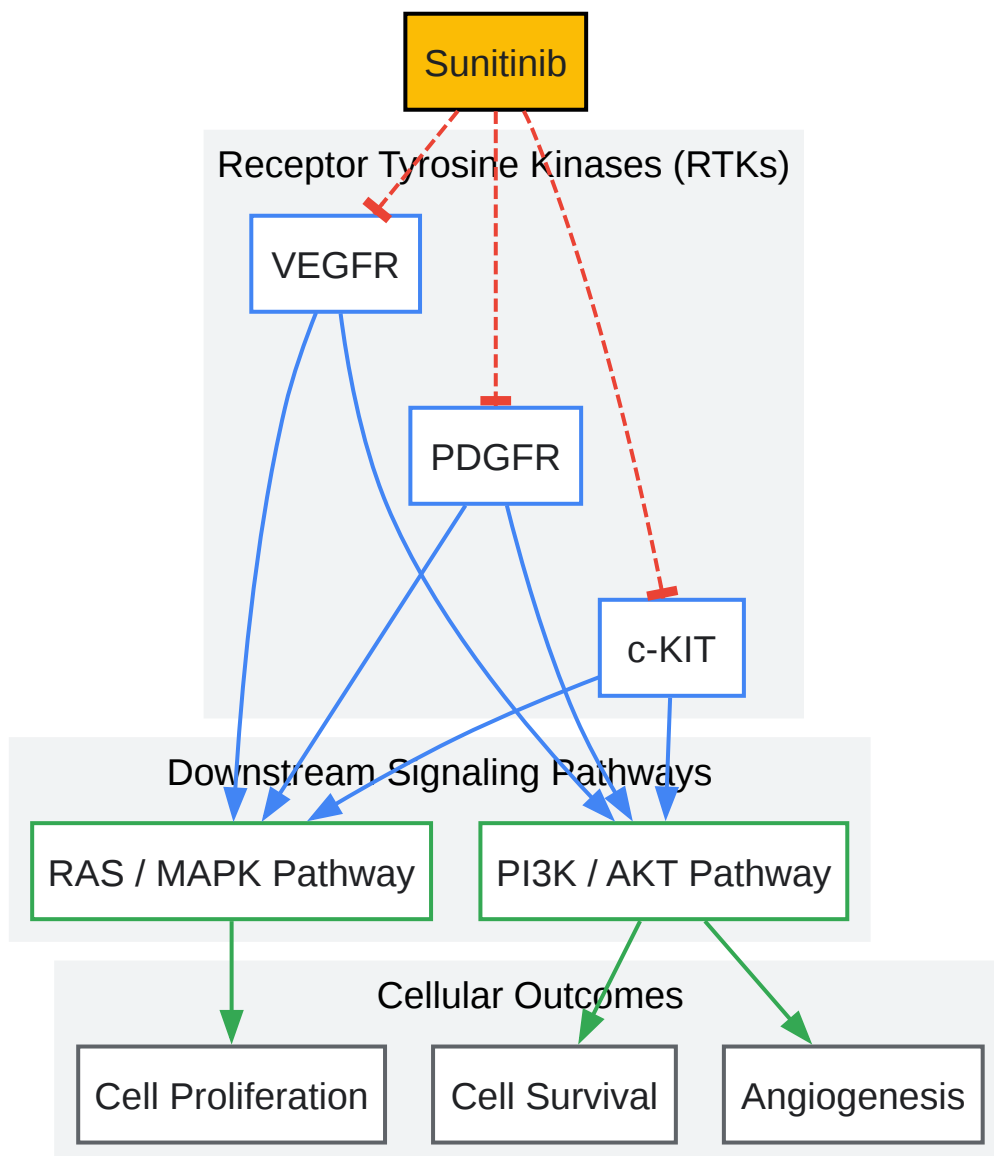 Sunitinib
Receptor Tyrosine Kinases (RTKs)
VEGFR
PDGFR
c-KIT
Downstream Signaling Pathways
RAS / MAPK Pathway
PI3K / AKT Pathway
Cellular Outcomes
Cell Proliferation
Cell Survival
Angiogenesis